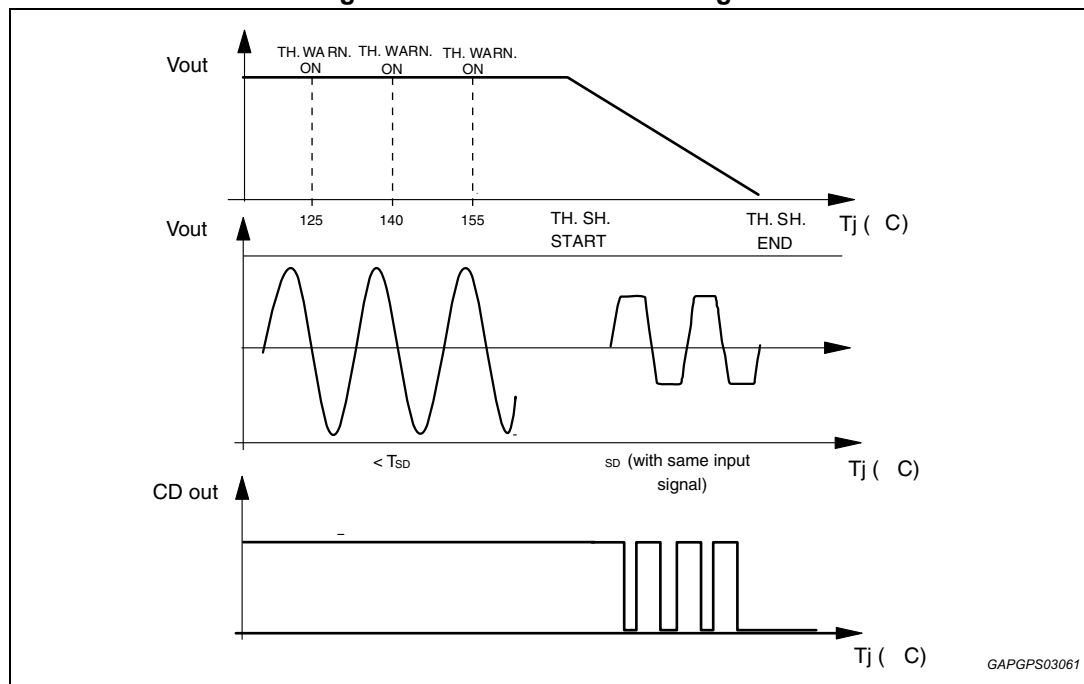 Vout
TH. WARN. TH. WARN. TH. WARN.
ON ON ON
125 140 155 TH. SH. START TH. SH. END Tj ( C)
Vout
< TSD
SD (with same input
signal)
Tj ( C)
CD out
Tj ( C)
GAPGPS03061